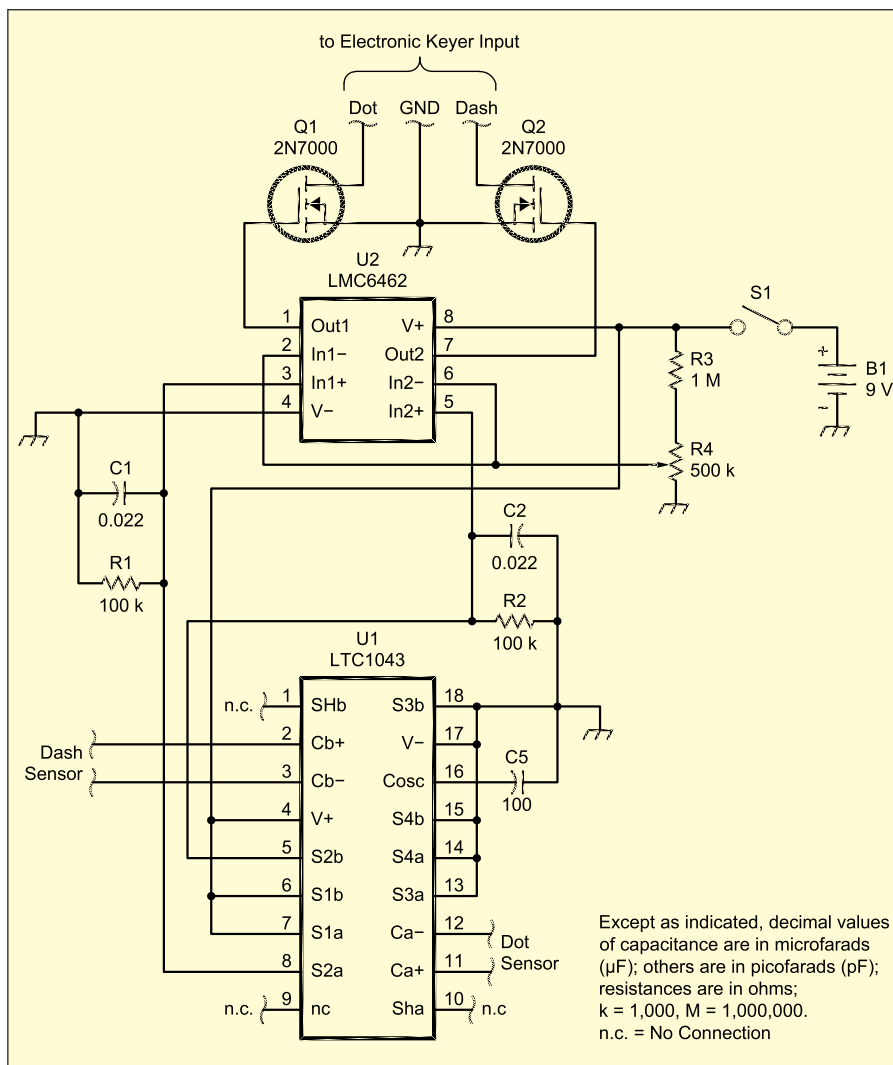 to Electronic Keyer Input
Dot GND Dash
Q1
2N7000
Q2
2N7000
U2
LMC6462
1 Out1
2 In1−
3 In1+
4 V−
V+ 8
Out2 7
In2− 6
In2+ 5
S1
R3
1 M
R4
500 k
+
B1
9 V
-
C1
0.022
R1
100 k
C2
0.022
R2
100 k
U1
LTC1043
n.c. 1 SHb
2 Cb+
3 Cb−
4 V+
5 S2b
6 S1b
7 S1a
8 S2a
n.c. 9 nc
Dash
Sensor
S3b 18
V− 17
Cosc 16
S4b 15
S4a 14
S3a 13
Ca− 12
Ca+ 11
Sha 10 n.c
C5
100
Dot
Sensor
Except as indicated, decimal values
of capacitance are in microfarads
(µF); others are in picofarads (pF);
resistances are in ohms;
k = 1,000, M = 1,000,000.
n.c. = No Connection